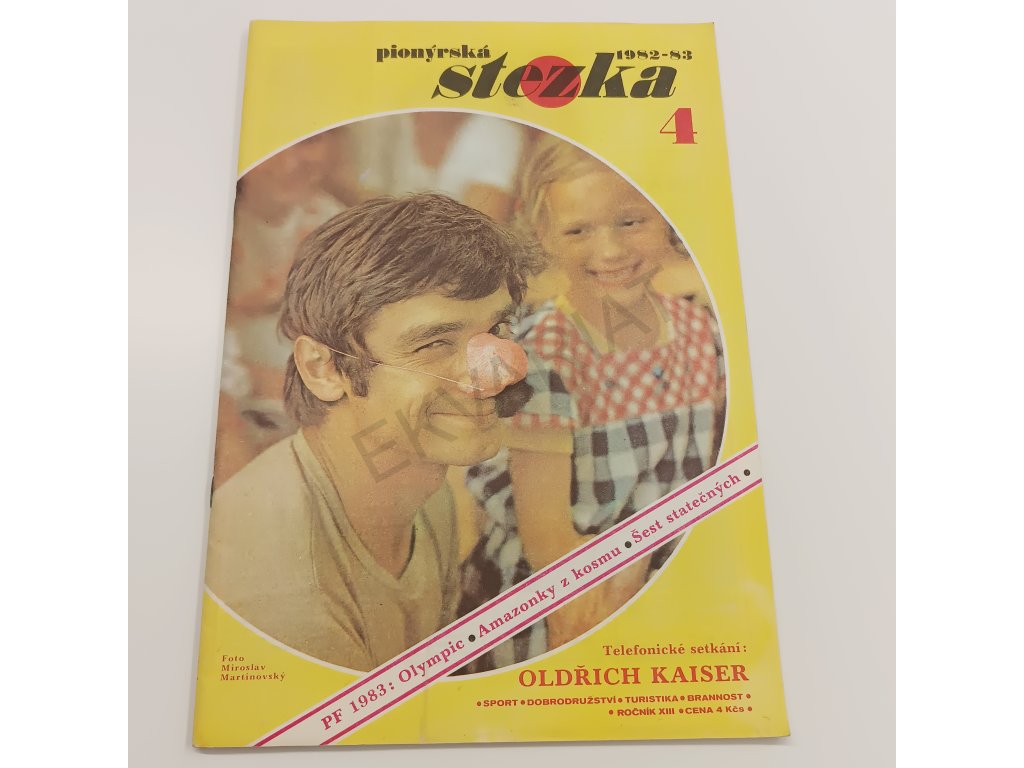 pionýrská 1982-83
stezka
4
EKVARIAT
PF 1983: Olympic • Amazonky z kosmu • Šest statečných •
Foto
Miroslav
Martinovský
Telefonické setkání:
OLDŘICH KAISER
• SPORT • DOBRODRUŽSTVÍ • TURISTIKA • BRANNOST •
• ROČNÍK XIII • CENA 4 Kčs •